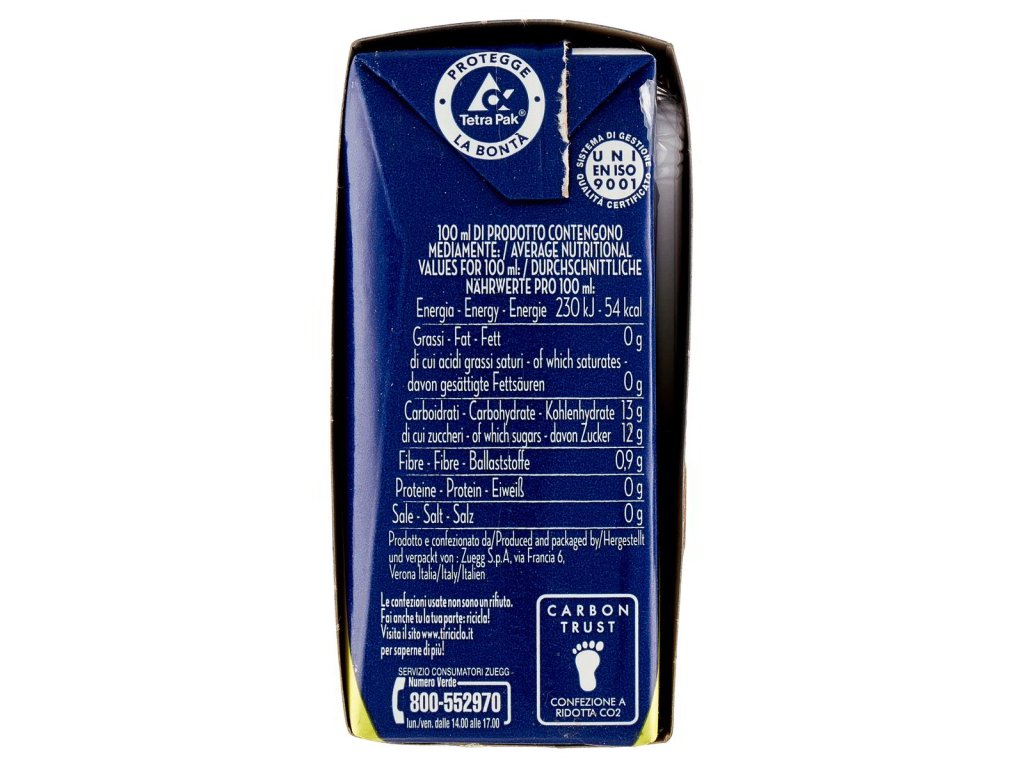 PROTEGGE
Tetra Pak®
LA BONTÀ
SISTEMA DI GESTIONE
UNI
EN ISO
9001
QUALITÀ CERTIFICATO
100 ml DI PRODOTTO CONTENGONO
MEDIAMENTE: / AVERAGE NUTRITIONAL
VALUES FOR 100 ml: / DURCHSCHNITTLICHE
NÄHRWERTE PRO 100 ml:
Energia - Energy - Energie 230 kJ - 54 kcal
Grassi - Fat - Fett 0 g
di cui acidi grassi saturi - of which saturates -
davon gesättigte Fettsäuren 0 g
Carboidrati - Carbohydrate - Kohlenhydrate 13 g
di cui zuccheri - of which sugars - davon Zucker 12 g
Fibre - Fibre - Ballaststoffe 0,9 g
Proteine - Protein - Eiweiß 0 g
Sale - Salt - Salz 0 g
Prodotto e confezionato da/Produced and packaged by/Hergestellt
und verpackt von : Zuegg S.p.A, via Francia 6,
Verona Italia/Italy/Italien
Le confezioni usate non sono un rifiuto.
Fai anche tu la tua parte: ricicla!
Visita il sito www.tiriciclo.it
per saperne di più!
SERVIZIO CONSUMATORI ZUEGG
Numero Verde
800-552970
lun./ven. dalle 14.00 alle 17.00
CARBON
TRUST
CONFEZIONE A
RIDOTTA CO2